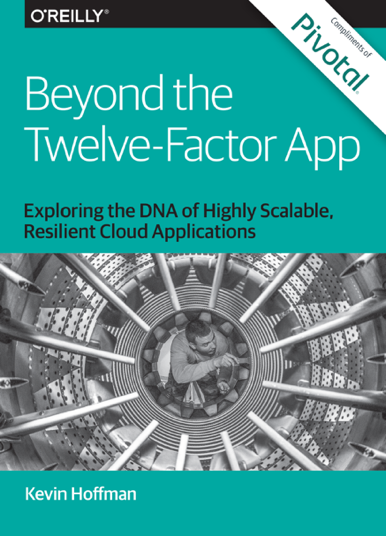 O'REILLY®
Compliments of
Pivotal
Beyond the
Twelve-Factor App
Exploring the DNA of Highly Scalable,
Resilient Cloud Applications
Kevin Hoffman